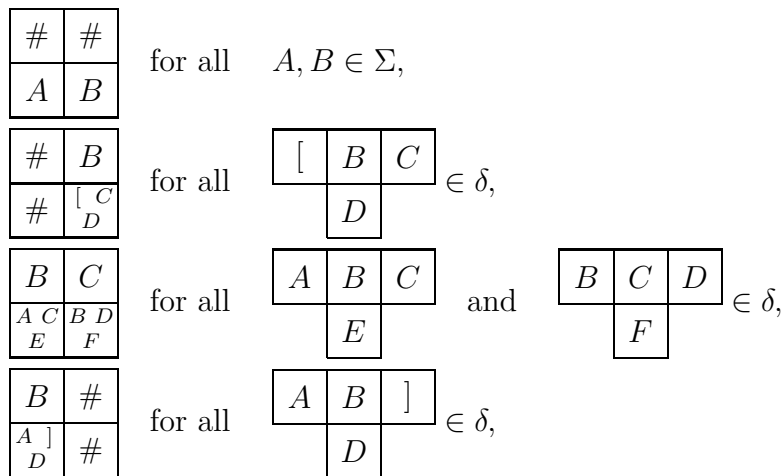 # #
A B for all A, B ∈ Σ,
# B
# [ C D for all [ B C D ∈ δ,
B C
A C E B D F for all A B C E and B C D F ∈ δ,
B #
A ] D # for all A B ] D ∈ δ,